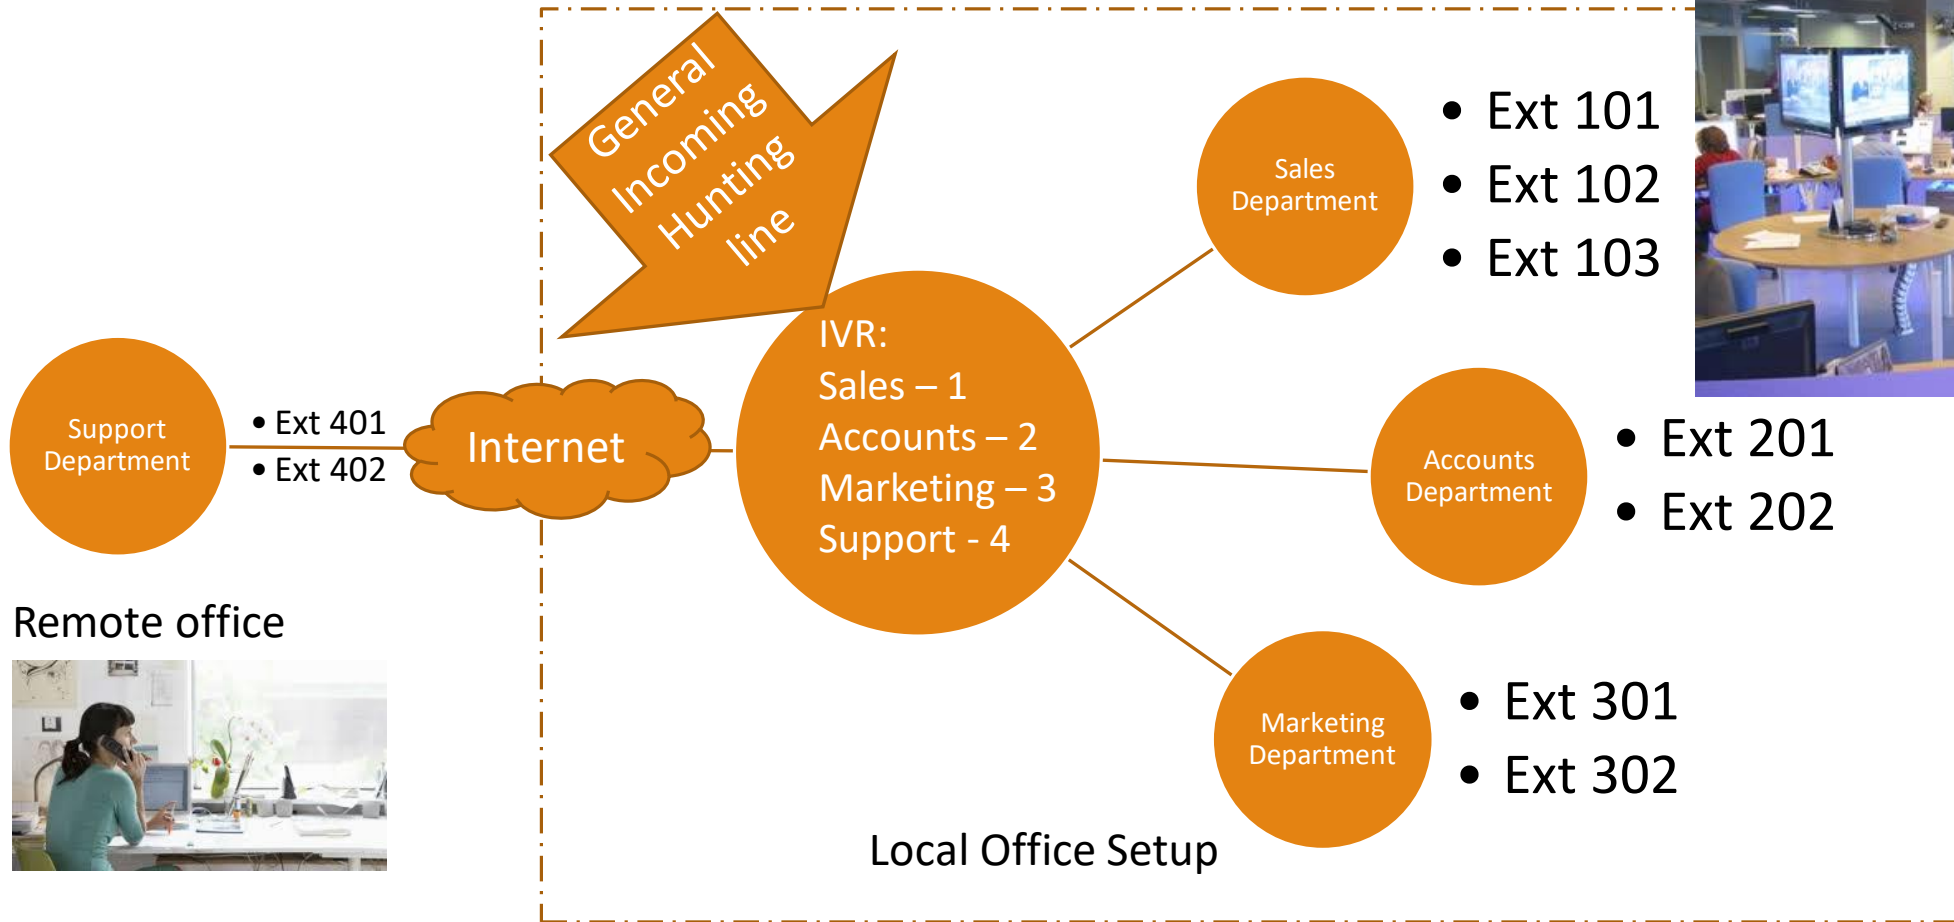 General
Incoming
Hunting
line
Sales
Department
• Ext 101
• Ext 102
• Ext 103
IVR:
Sales – 1
Accounts – 2
Marketing – 3
Support - 4
Support
Department
• Ext 401
• Ext 402
Internet
Accounts
Department
• Ext 201
• Ext 202
Remote office
Marketing
Department
• Ext 301
• Ext 302
Local Office Setup